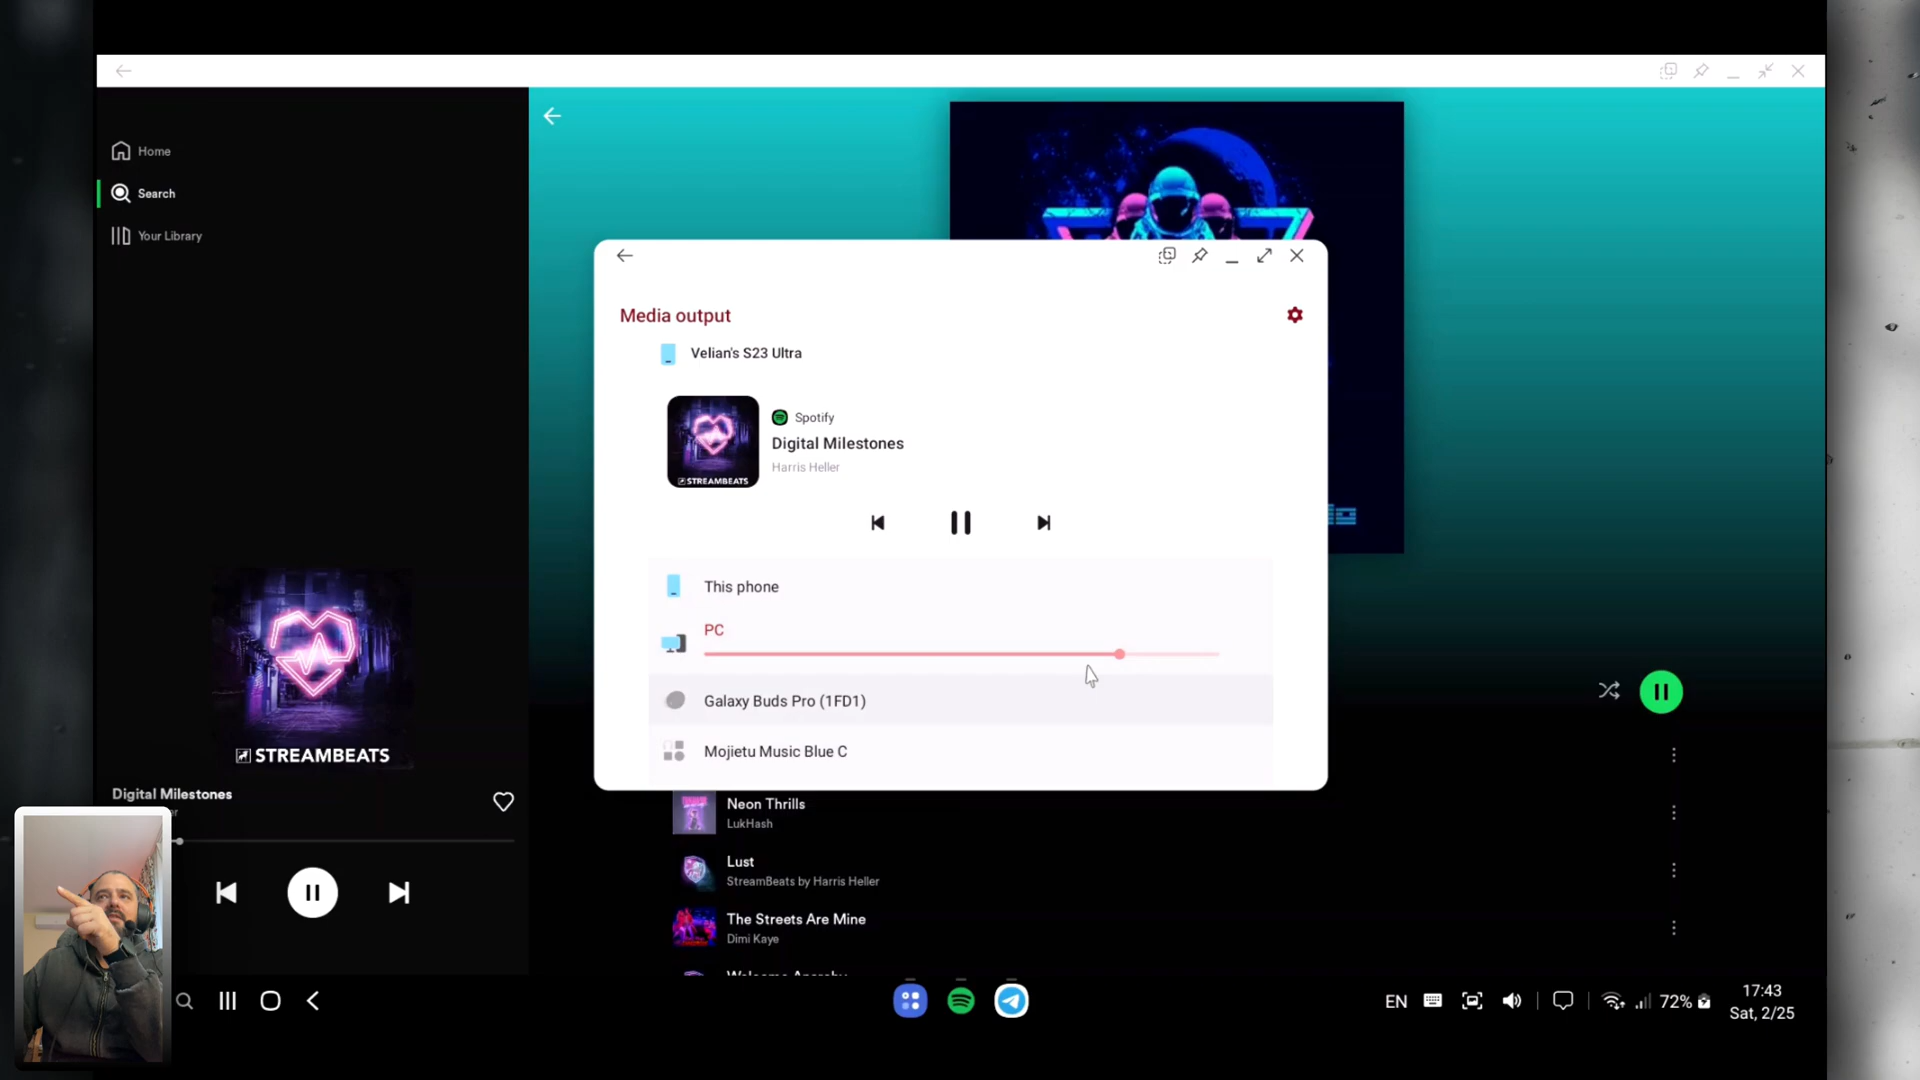 Home
Search
Your Library
STREAMBEATS
Digital Milestones
er
Media output
Velian's S23 Ultra
Spotify
Digital Milestones
Harris Heller
STREAMBEATS
This phone
PC
Galaxy Buds Pro (1FD1)
Mojietu Music Blue C
Neon Thrills
LukHash
Lust
StreamBeats by Harris Heller
The Streets Are Mine
Dimi Kaye
EN
72%
17:43
Sat, 2/25